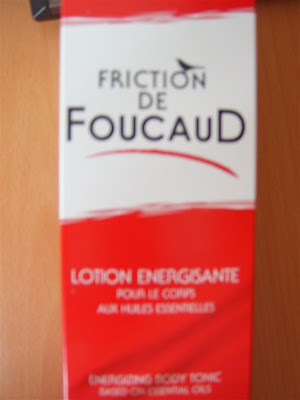 FRICTION
DE
FOUCAUD
LOTION ENERGISANTE
POUR LE CORPS
AUX HUILES ESSENTIELLES
ENERGIZING BODY TONIC
BASED ON ESSENTIAL OILS